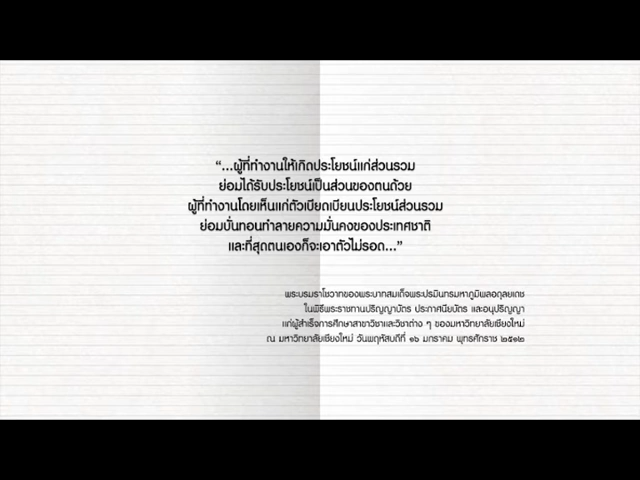 “...ผู้ที่ทำงานให้เกิดประโยชน์แก่ส่วนรวม
ย่อมได้รับประโยชน์เป็นส่วนของตนด้วย
ผู้ที่ทำงานโดยเห็นแก่ตัวเบียดเบียนประโยชน์ส่วนรวม
ย่อมบั่นทอนทำลายความมั่นคงของประเทศชาติ
และที่สุดตนเองก็จะเอาตัวไม่รอด...”
พระบรมราโชวาทของพระบาทสมเด็จพระปรมินทรมหาภูมิพลอดุลยเดช
ในพิธีพระราชทานปริญญาบัตร ประกาศนียบัตร และอนุปริญญา
แก่ผู้สำเร็จการศึกษาสาขาวิชาและวิชาต่าง ๆ ของมหาวิทยาลัยเชียงใหม่
ณ มหาวิทยาลัยเชียงใหม่ วันพฤหัสบดีที่ ๑๖ มกราคม พุทธศักราช ๒๕๑๒